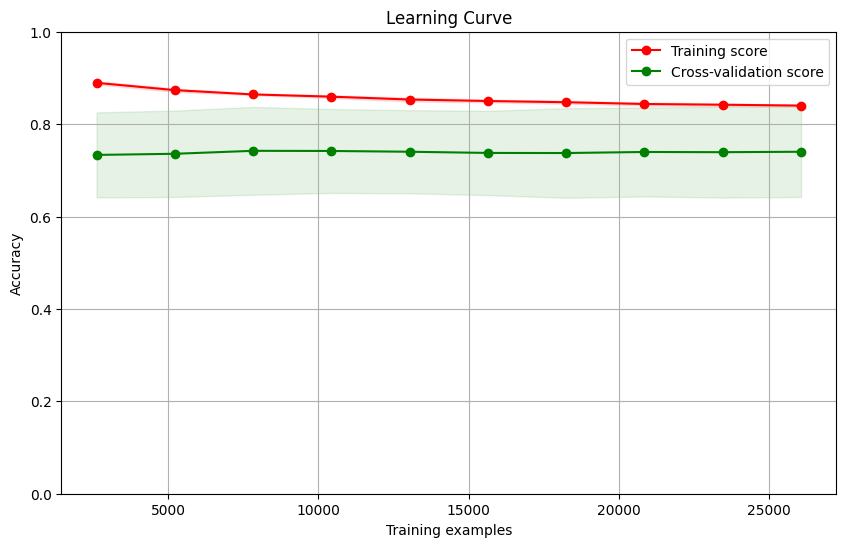 Learning Curve
Training score
Cross-validation score
1.0
0.8
0.6
0.4
0.2
0.0
Accuracy
5000
10000
15000
20000
25000
Training examples